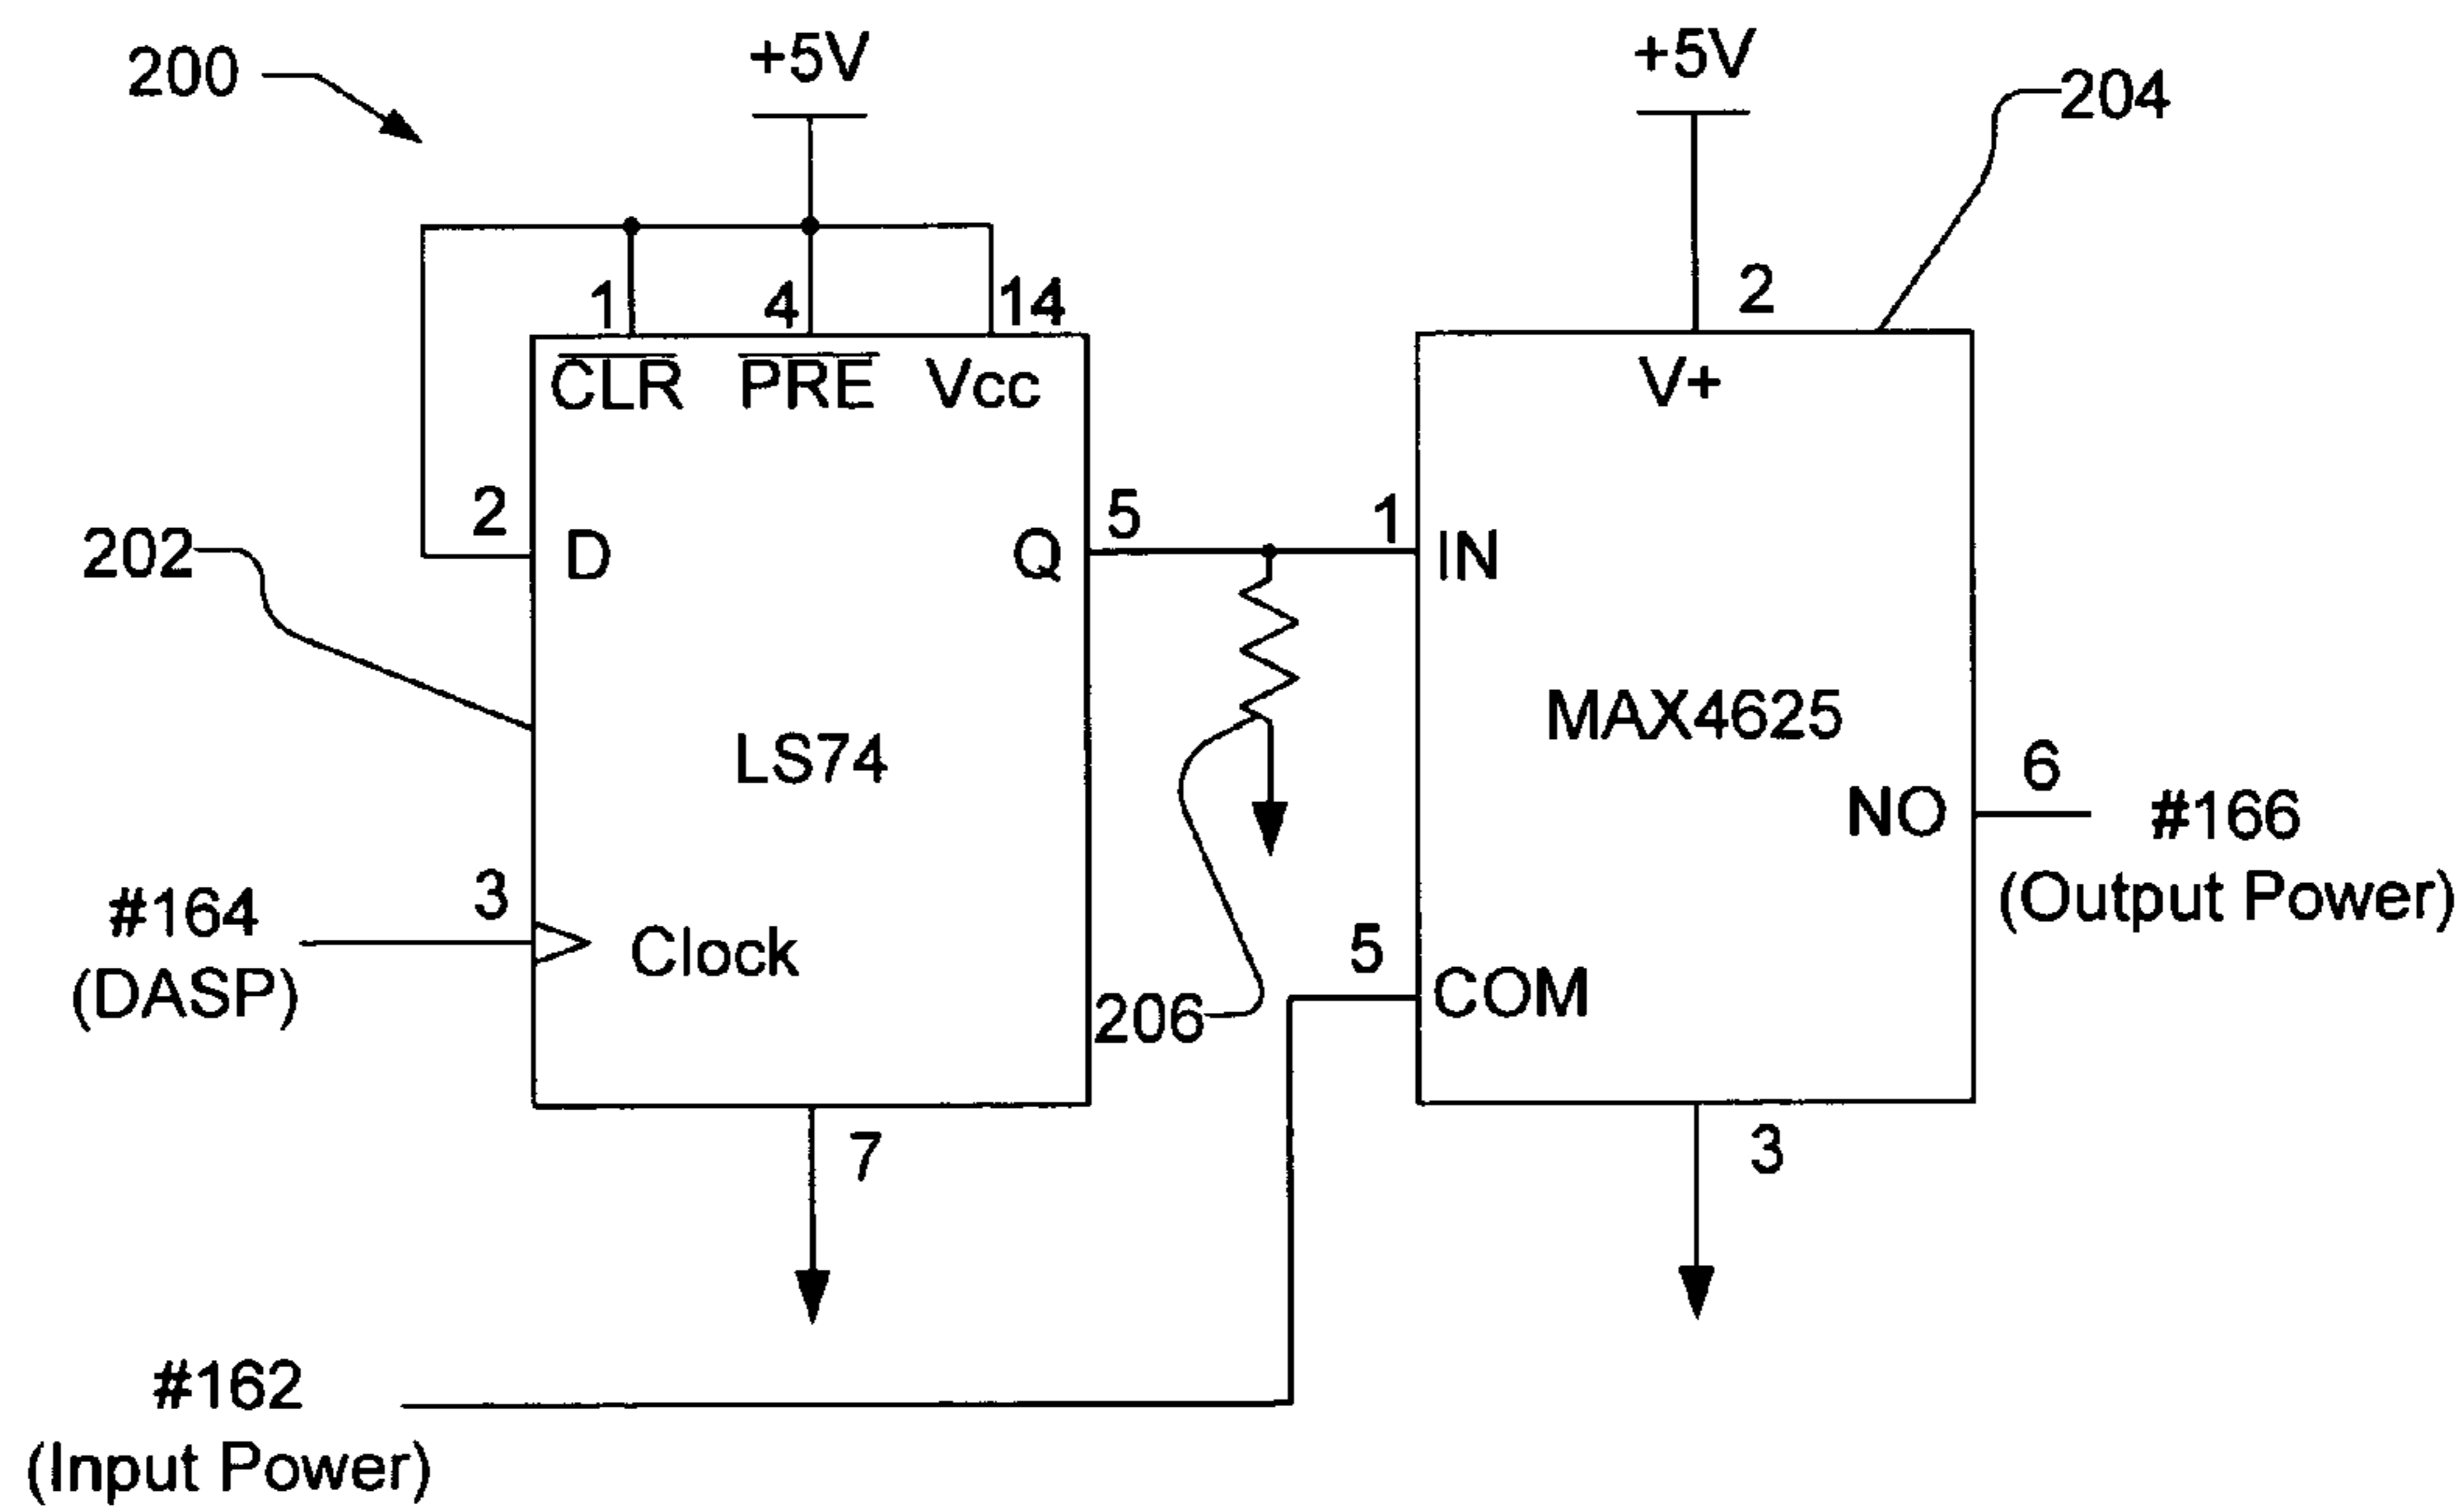 200
+5V
+5V
204
1
4
14
2
CLR
PRE
Vcc
V+
2
5
1
202
D
Q
IN
LS74
MAX4625
6
NO
#166
(Output Power)
#164
(DASP)
3
Clock
5
206
COM
7
3
#162
(Input Power)